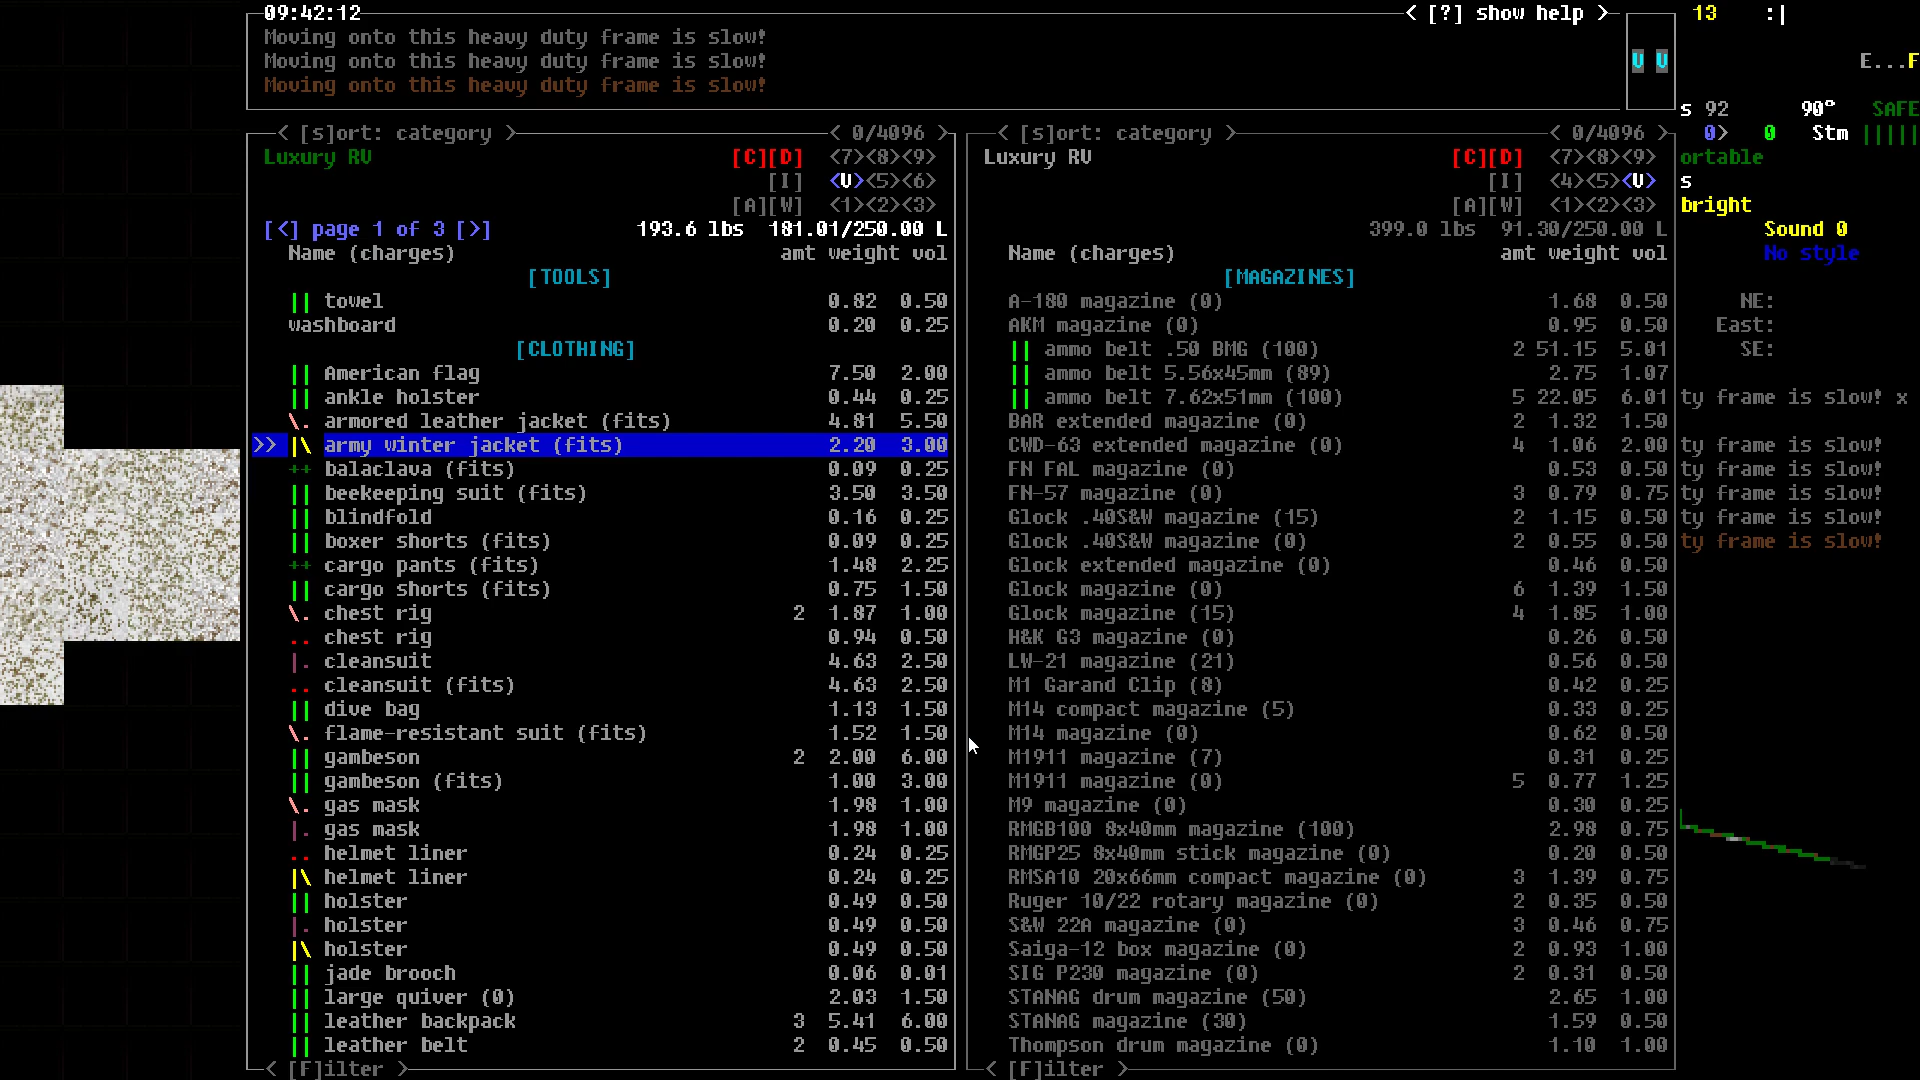 09:42:12 < [?] show help >
Moving onto this heavy duty frame is slow!
Moving onto this heavy duty frame is slow!
Moving onto this heavy duty frame is slow!
< [s]ort: category > < 0/4096 >
Luxury RV [C][D] <7><8><9>
[I] <V><5><6>
[A][W] <1><2><3>
[<] page 1 of 3 [>] 193.6 lbs 181.01/250.00 L
Name (charges) amt weight vol
[TOOLS]
|| towel 0.82 0.50
washboard 0.20 0.25
[CLOTHING]
|| American flag 7.50 2.00
|| ankle holster 0.44 0.25
\. armored leather jacket (fits) 4.81 5.50
>> |\ army winter jacket (fits) 2.20 3.00
++ balaclava (fits) 0.09 0.25
|| beekeeping suit (fits) 3.50 3.50
|| blindfold 0.16 0.25
|| boxer shorts (fits) 0.09 0.25
++ cargo pants (fits) 1.48 2.25
|| cargo shorts (fits) 0.75 1.50
\. chest rig 2 1.87 1.00
.. chest rig 0.94 0.50
|. cleansuit 4.63 2.50
.. cleansuit (fits) 4.63 2.50
|| dive bag 1.13 1.50
\. flame-resistant suit (fits) 1.52 1.50
|| gambeson 2 2.00 6.00
|| gambeson (fits) 1.00 3.00
\. gas mask 1.98 1.00
|. gas mask 1.98 1.00
.. helmet liner 0.24 0.25
|\ helmet liner 0.24 0.25
|| holster 0.49 0.50
|. holster 0.49 0.50
|\ holster 0.49 0.50
|| jade brooch 0.06 0.01
|| large quiver (0) 2.03 1.50
|| leather backpack 3 5.41 6.00
|| leather belt 2 0.45 0.50
< [F]ilter >
< [s]ort: category > < 0/4096 >
Luxury RV [C][D] <7><8><9>
[I] <4><5><V>
[A][W] <1><2><3>
399.0 lbs 91.30/250.00 L
Name (charges) amt weight vol
[MAGAZINES]
A-180 magazine (0) 1.68 0.50
AKM magazine (0) 0.95 0.50
|| ammo belt .50 BMG (100) 2 51.15 5.01
|| ammo belt 5.56x45mm (89) 2.75 1.07
|| ammo belt 7.62x51mm (100) 5 22.05 6.01
BAR extended magazine (0) 2 1.32 1.50
CWD-63 extended magazine (0) 4 1.06 2.00
FN FAL magazine (0) 0.53 0.50
FN-57 magazine (0) 3 0.79 0.75
Glock .40S&W magazine (15) 2 1.15 0.50
Glock .40S&W magazine (0) 2 0.55 0.50
Glock extended magazine (0) 0.46 0.50
Glock magazine (0) 6 1.39 1.50
Glock magazine (15) 4 1.85 1.00
H&K G3 magazine (0) 0.26 0.50
LW-21 magazine (21) 0.56 0.50
M1 Garand Clip (8) 0.42 0.25
M14 compact magazine (5) 0.33 0.25
M14 magazine (0) 0.62 0.50
M1911 magazine (7) 0.31 0.25
M1911 magazine (0) 5 0.77 1.25
M9 magazine (0) 0.30 0.25
RMGB100 8x40mm magazine (100) 2.98 0.75
RMGP25 8x40mm stick magazine (0) 0.20 0.50
RMSA10 20x66mm compact magazine (0) 3 1.39 0.75
Ruger 10/22 rotary magazine (0) 2 0.35 0.50
S&W 22A magazine (0) 3 0.46 0.75
Saiga-12 box magazine (0) 2 0.93 1.00
SIG P230 magazine (0) 2 0.31 0.50
STANAG drum magazine (50) 2.65 1.00
STANAG magazine (30) 1.59 0.50
Thompson drum magazine (0) 1.10 1.00
< [F]ilter >
U U
13 :|
E...F
s 92 90° SAFE
0> 0 Stm |||||
ortable
s
bright
Sound 0
No style
NE:
East:
SE:
ty frame is slow! x
ty frame is slow!
ty frame is slow!
ty frame is slow!
ty frame is slow!
ty frame is slow!